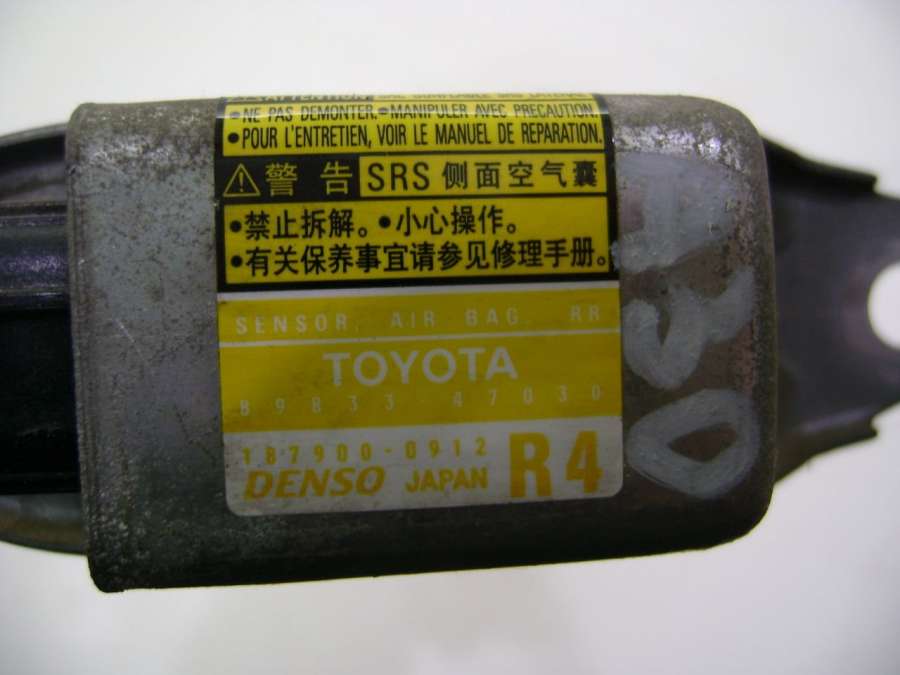 •NE PAS DEMONTER. •MANIPULER AVEC PRECAUTION
•POUR L'ENTRETIEN, VOIR LE MANUEL DE REPARATION.
警告 SRS 侧面空气囊
•禁止拆解。•小心操作。
•有关保养事宜请参见修理手册。
SENSOR, AIR BAG, RR
TOYOTA
89833-47030
187900-0912
DENSO JAPAN R4
30